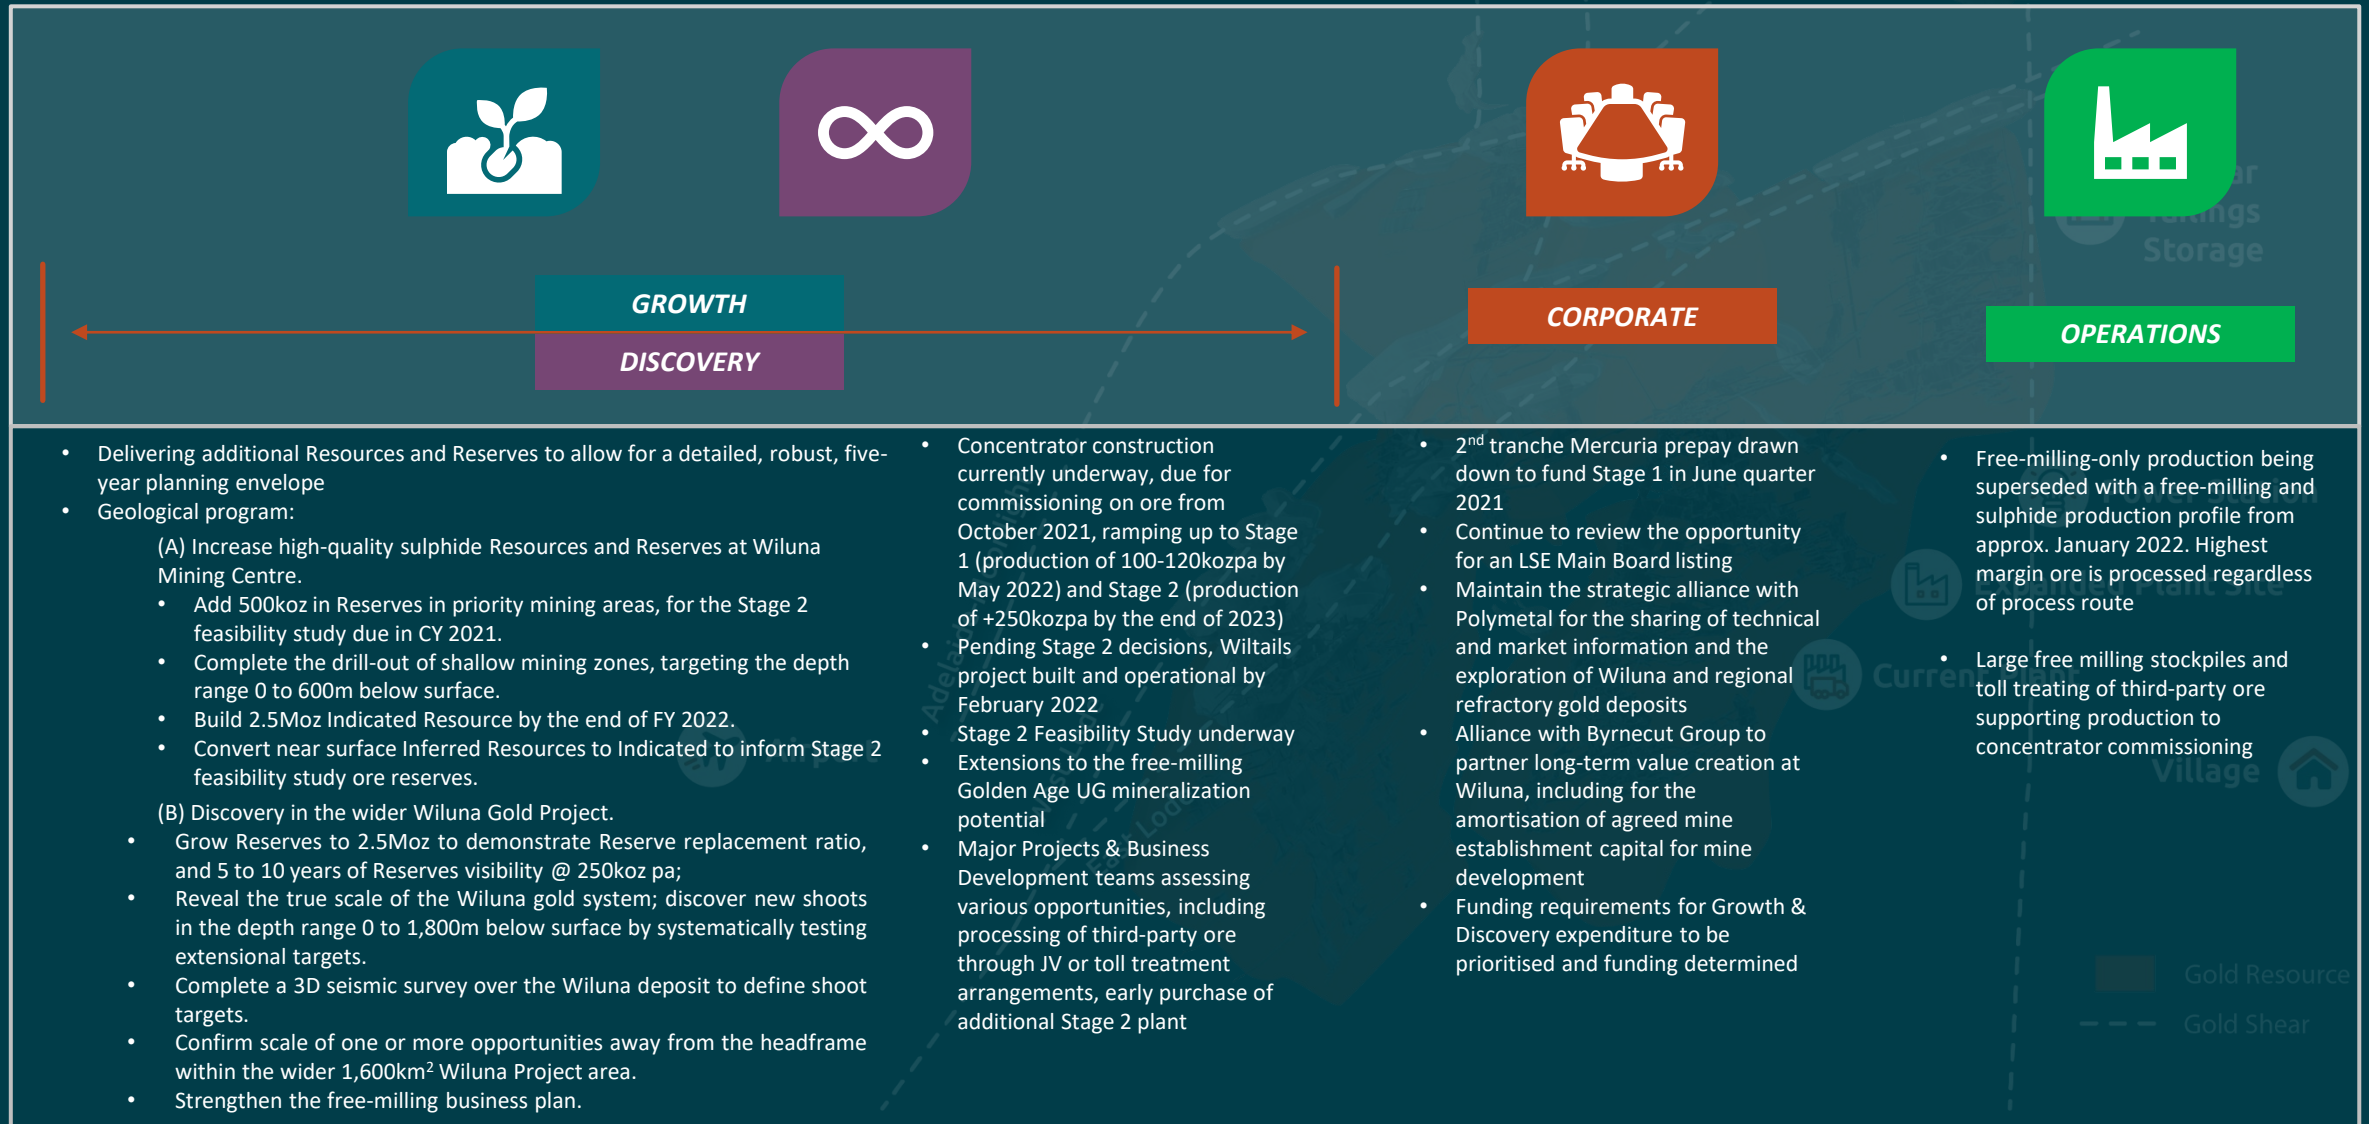 GROWTH
DISCOVERY
CORPORATE
OPERATIONS
• Delivering additional Resources and Reserves to allow for a detailed, robust, five-
year planning envelope
• Geological program:
(A) Increase high-quality sulphide Resources and Reserves at Wiluna
Mining Centre.
• Add 500koz in Reserves in priority mining areas, for the Stage 2
feasibility study due in CY 2021.
• Complete the drill-out of shallow mining zones, targeting the depth
range 0 to 600m below surface.
• Build 2.5Moz Indicated Resource by the end of FY 2022.
• Convert near surface Inferred Resources to Indicated to inform Stage 2
feasibility study ore reserves.
(B) Discovery in the wider Wiluna Gold Project.
• Grow Reserves to 2.5Moz to demonstrate Reserve replacement ratio,
and 5 to 10 years of Reserves visibility @ 250koz pa;
• Reveal the true scale of the Wiluna gold system; discover new shoots
in the depth range 0 to 1,800m below surface by systematically testing
extensional targets.
• Complete a 3D seismic survey over the Wiluna deposit to define shoot
targets.
• Confirm scale of one or more opportunities away from the headframe
within the wider 1,600km² Wiluna Project area.
• Strengthen the free-milling business plan.
• Concentrator construction
currently underway, due for
commissioning on ore from
October 2021, ramping up to Stage
1 (production of 100-120kozpa by
May 2022) and Stage 2 (production
of +250kozpa by the end of 2023)
• Pending Stage 2 decisions, Wiltails
project built and operational by
February 2022
• Stage 2 Feasibility Study underway
• Extensions to the free-milling
Golden Age UG mineralization
potential
• Major Projects & Business
Development teams assessing
various opportunities, including
processing of third-party ore
through JV or toll treatment
arrangements, early purchase of
additional Stage 2 plant
• 2nd tranche Mercuria prepay drawn
down to fund Stage 1 in June quarter
2021
• Continue to review the opportunity
for an LSE Main Board listing
• Maintain the strategic alliance with
Polymetal for the sharing of technical
and market information and the
exploration of Wiluna and regional
refractory gold deposits
• Alliance with Byrnecut Group to
partner long-term value creation at
Wiluna, including for the
amortisation of agreed mine
establishment capital for mine
development
• Funding requirements for Growth &
Discovery expenditure to be
prioritised and funding determined
• Free-milling-only production being
superseded with a free-milling and
sulphide production profile from
approx. January 2022. Highest
margin ore is processed regardless
of process route
• Large free milling stockpiles and
toll treating of third-party ore
supporting production to
concentrator commissioning
Storage
Expanded Plant Site
Current Plant
Airport
Village
Gold Resource
Gold Shear